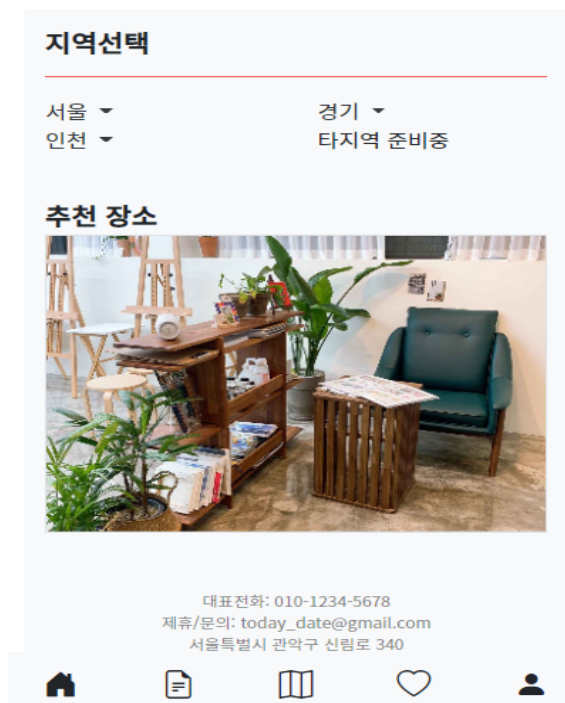 지역선택
서울 경기
인천 타지역 준비중
추천 장소
대표전화: 010-1234-5678
제휴/문의: today_date@gmail.com
서울특별시 관악구 신림로 340